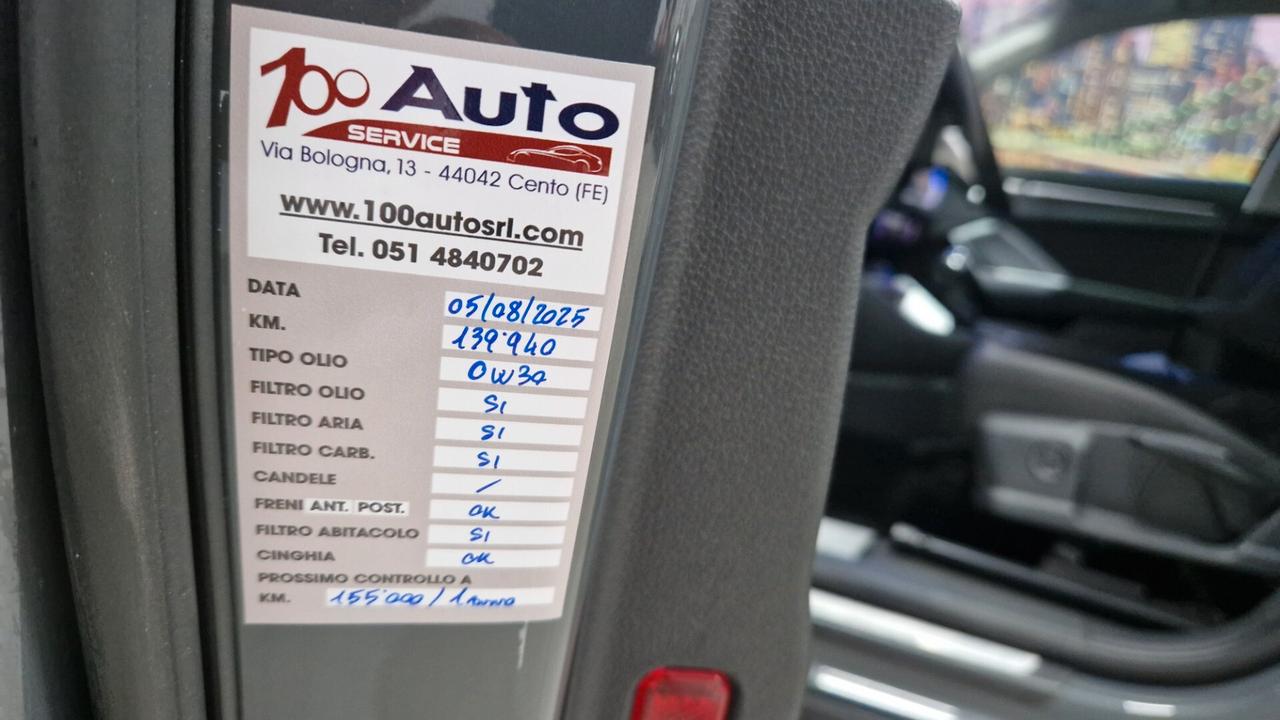 100 Auto
SERVICE
Via Bologna, 13 - 44042 Cento (FE)
www.100autosrl.com
Tel. 051 4840702
DATA 05/08/2025
KM. 139'940
TIPO OLIO 0W30
FILTRO OLIO SI
FILTRO ARIA SI
FILTRO CARB. SI
CANDELE /
FRENI ANT. POST. OK
FILTRO ABITACOLO SI
CINGHIA OK
PROSSIMO CONTROLLO A
KM. 155'000 / 1 ANNO